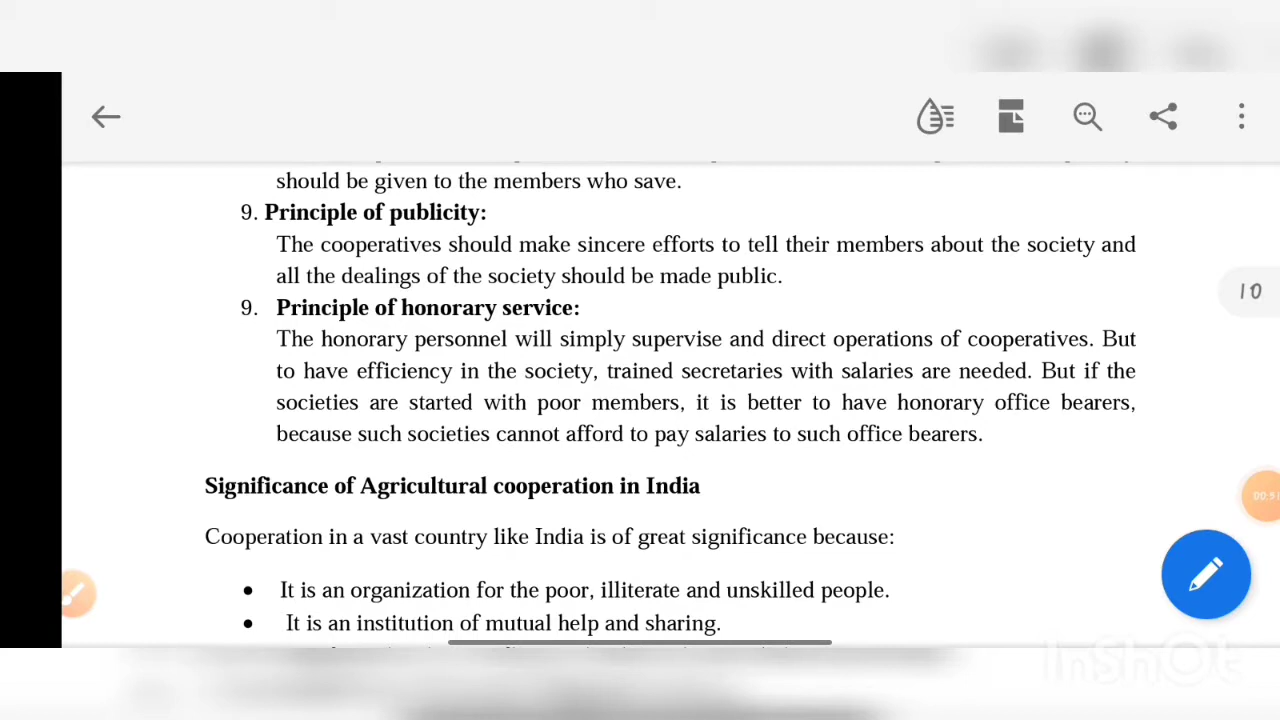 should be given to the members who save.
9. Principle of publicity:
The cooperatives should make sincere efforts to tell their members about the society and
all the dealings of the society should be made public.
10
9. Principle of honorary service:
The honorary personnel will simply supervise and direct operations of cooperatives. But
to have efficiency in the society, trained secretaries with salaries are needed. But if the
societies are started with poor members, it is better to have honorary office bearers,
because such societies cannot afford to pay salaries to such office bearers.
Significance of Agricultural cooperation in India
Cooperation in a vast country like India is of great significance because:
• It is an organization for the poor, illiterate and unskilled people.
• It is an institution of mutual help and sharing.
InShOt